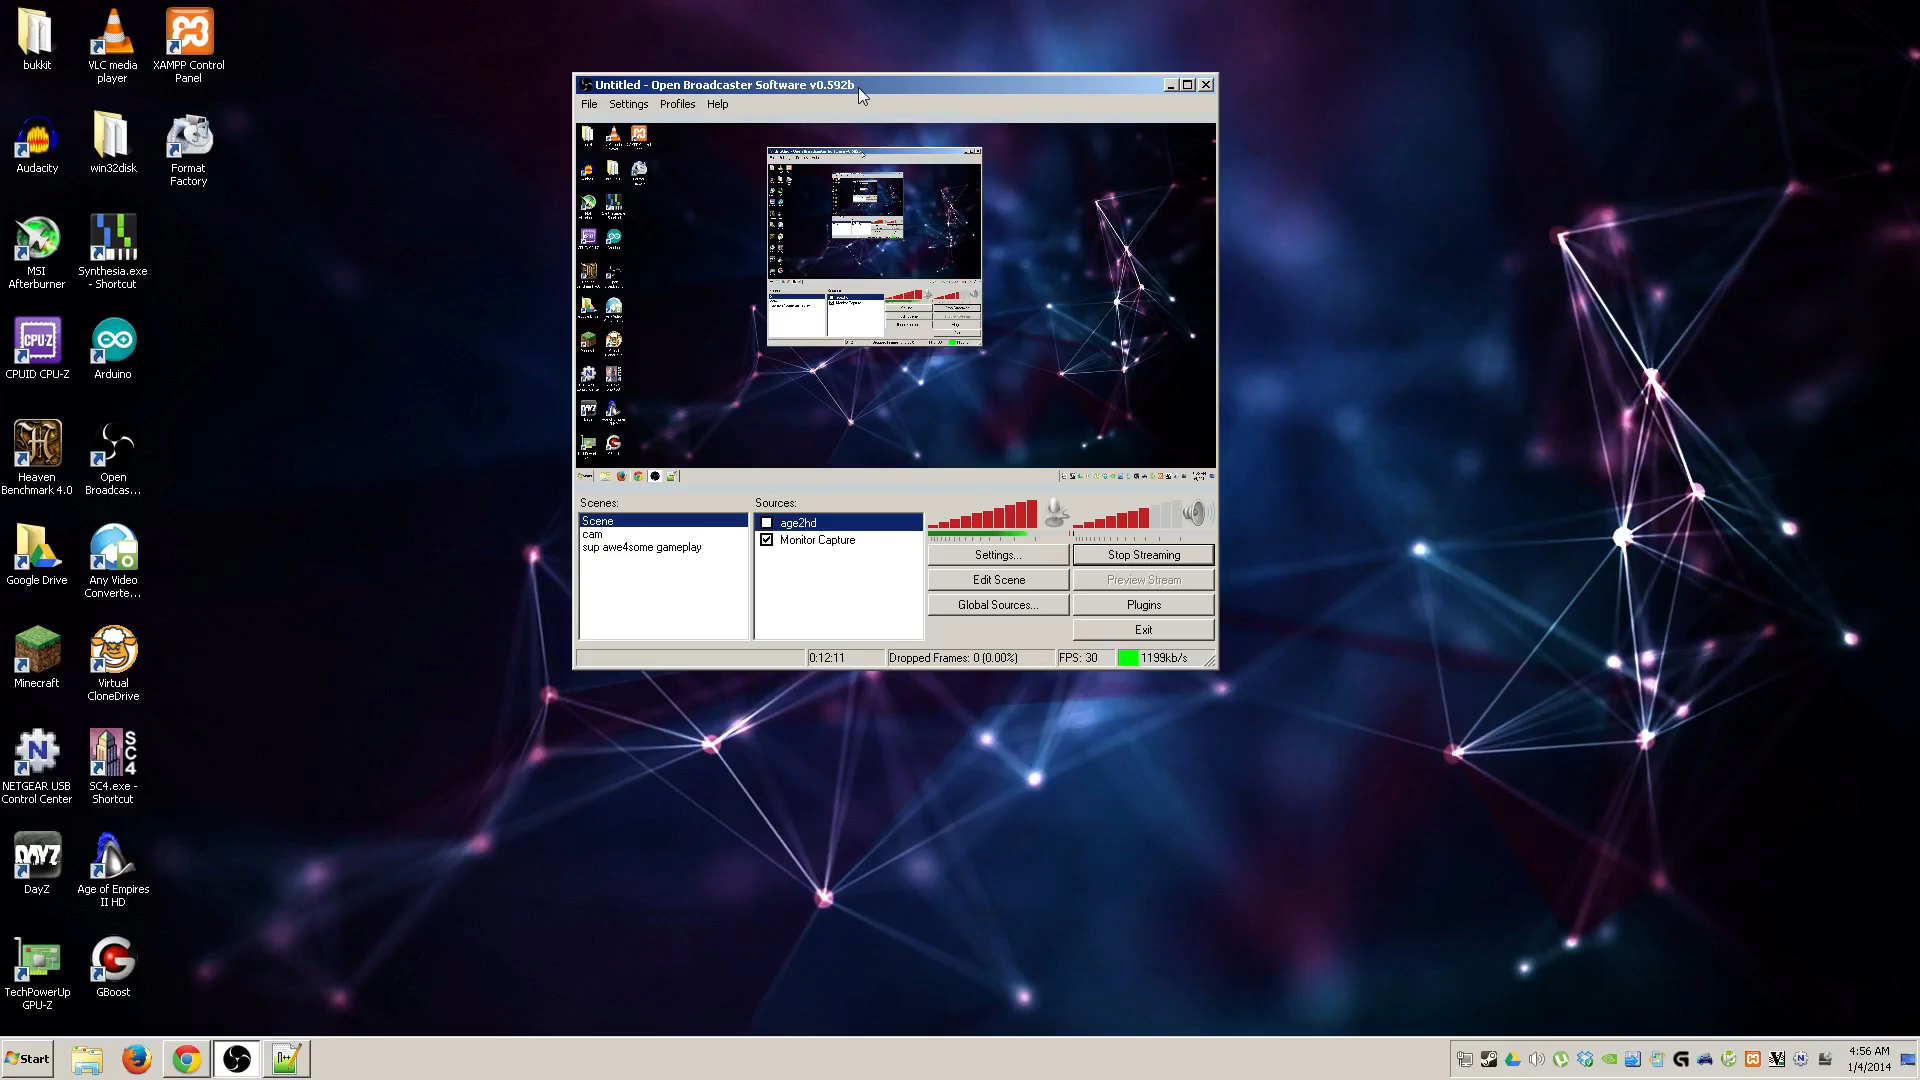 bukkit
VLC media
player
XAMPP Control
Panel
Audacity
win32disk
Format
Factory
MSI
Afterburner
Synthesia.exe
- Shortcut
CPUID CPU-Z
Arduino
Heaven
Benchmark 4.0
Open
Broadcas...
Google Drive
Any Video
Converte...
Minecraft
Virtual
CloneDrive
NETGEAR USB
Control Center
SC4.exe -
Shortcut
DayZ
Age of Empires
II HD
TechPowerUp
GPU-Z
GBoost
Untitled - Open Broadcaster Software v0.592b
File Settings Profiles Help
Scenes:
Scene
cam
sup awe4some gameplay
Sources:
age2hd
Monitor Capture
Settings...
Stop Streaming
Edit Scene
Preview Stream
Global Sources...
Plugins
Exit
0:12:11
Dropped Frames: 0 (0.00%)
FPS: 30
1199kb/s
Start
4:56 AM
1/4/2014